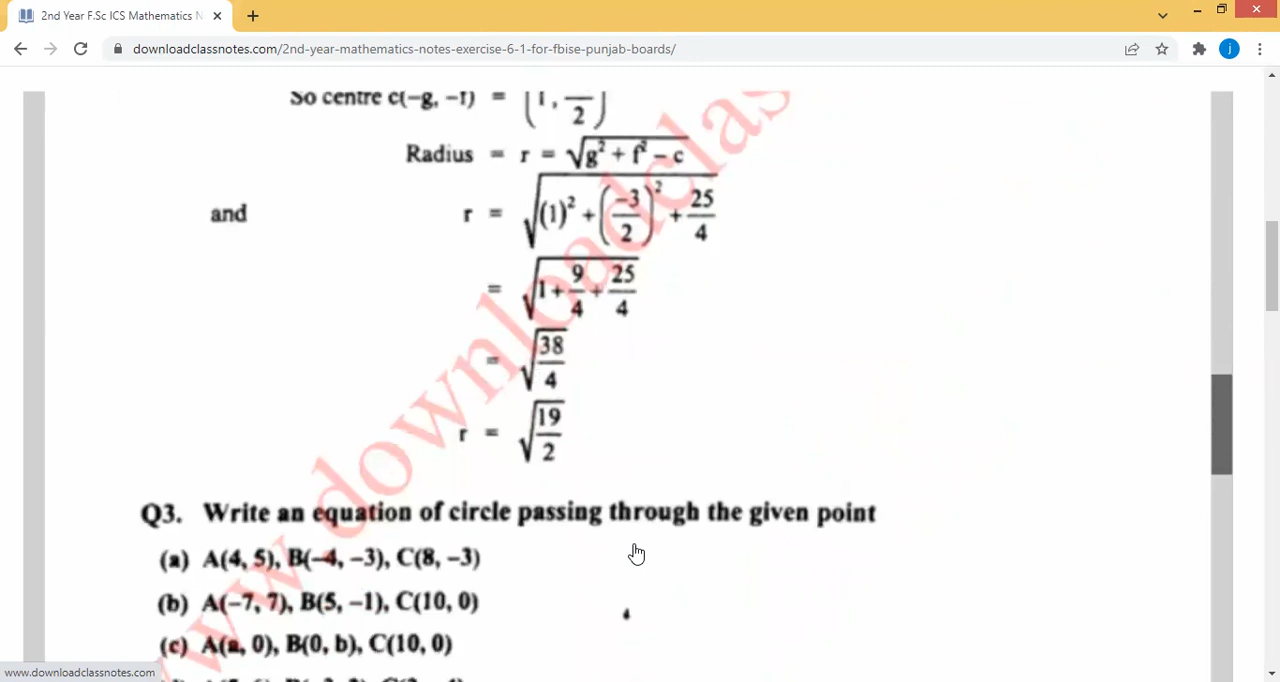 2nd Year F.Sc ICS Mathematics N
downloadclassnotes.com/2nd-year-mathematics-notes-exercise-6-1-for-fbise-punjab-boards/
j
So centre c(−g, −f) = (1, /2)
Radius = r = √(g² + f² − c)
and r = √((1)² + (−3/2)² + 25/4)
= √(1 + 9/4 + 25/4)
= √(38/4)
r = √(19/2)
Q3. Write an equation of circle passing through the given point
(a) A(4, 5), B(−4, −3), C(8, −3)
(b) A(−7, 7), B(5, −1), C(10, 0)
(c) A(a, 0), B(0, b), C(10, 0)
www.downloadclas
www.downloadclassnotes.com